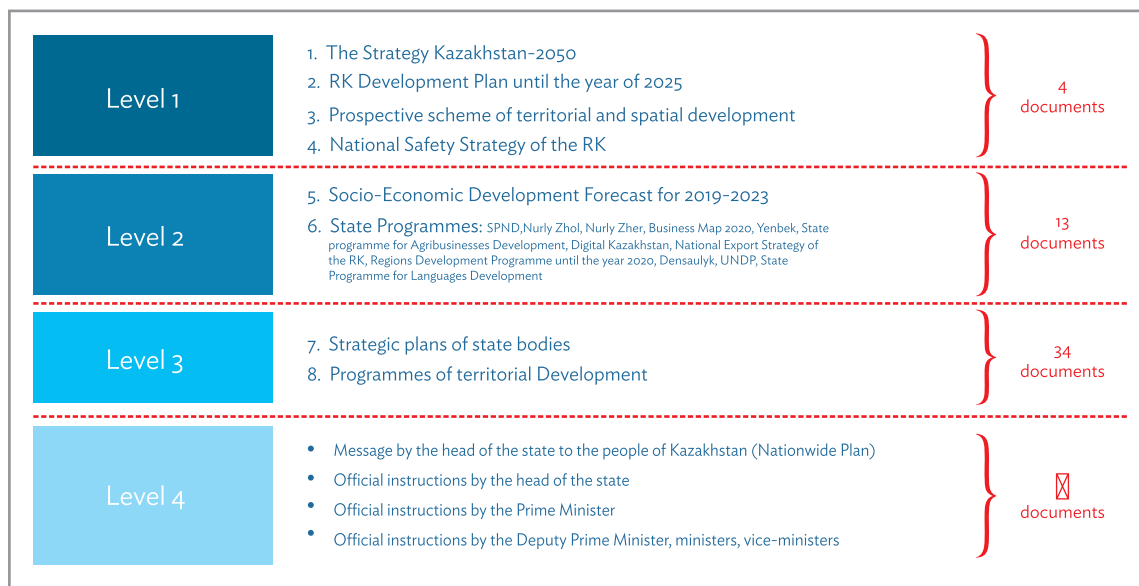 Level 1
1. The Strategy Kazakhstan-2050
2. RK Development Plan until the year of 2025
3. Prospective scheme of territorial and spatial development
4. National Safety Strategy of the RK
4
documents
Level 2
5. Socio-Economic Development Forecast for 2019-2023
6. State Programmes: SPND,Nurly Zhol, Nurly Zher, Business Map 2020, Yenbek, State
programme for Agribusinesses Development, Digital Kazakhstan, National Export Strategy of
the RK, Regions Development Programme until the year 2020, Densaulyk, UNDP, State
Programme for Languages Development
13
documents
Level 3
7. Strategic plans of state bodies
8. Programmes of territorial Development
34
documents
Level 4
• Message by the head of the state to the people of Kazakhstan (Nationwide Plan)
• Official instructions by the head of the state
• Official instructions by the Prime Minister
• Official instructions by the Deputy Prime Minister, ministers, vice-ministers
documents